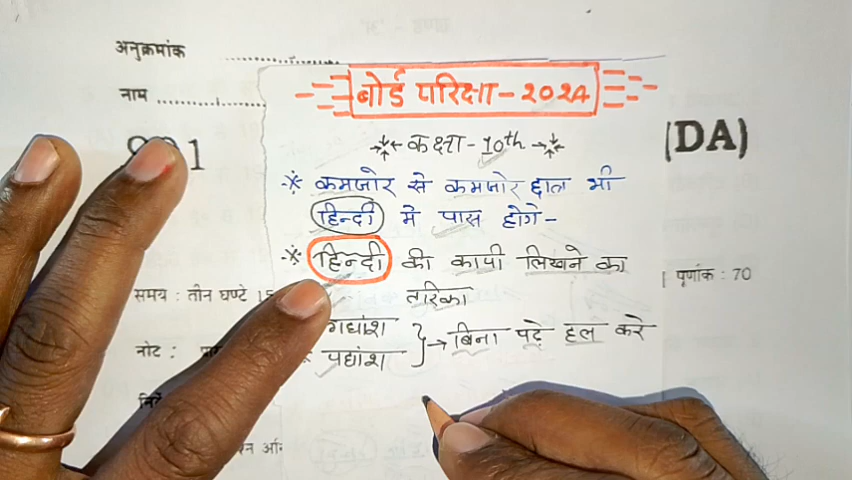 अनुक्रमांक ..............................
नाम ........................
बोर्ड परिक्षा - 2024
कक्षा - 10th
(DA)
कमजोर से कमजोर छात्र भी
हिन्दी मे पास होगे -
हिन्दी की कापी लिखने का
तरिका
समय : तीन घण्टे 15
पूर्णांक : 70
गद्यांश
पद्यांश
→ बिना पढ़े हल करे
नोट :